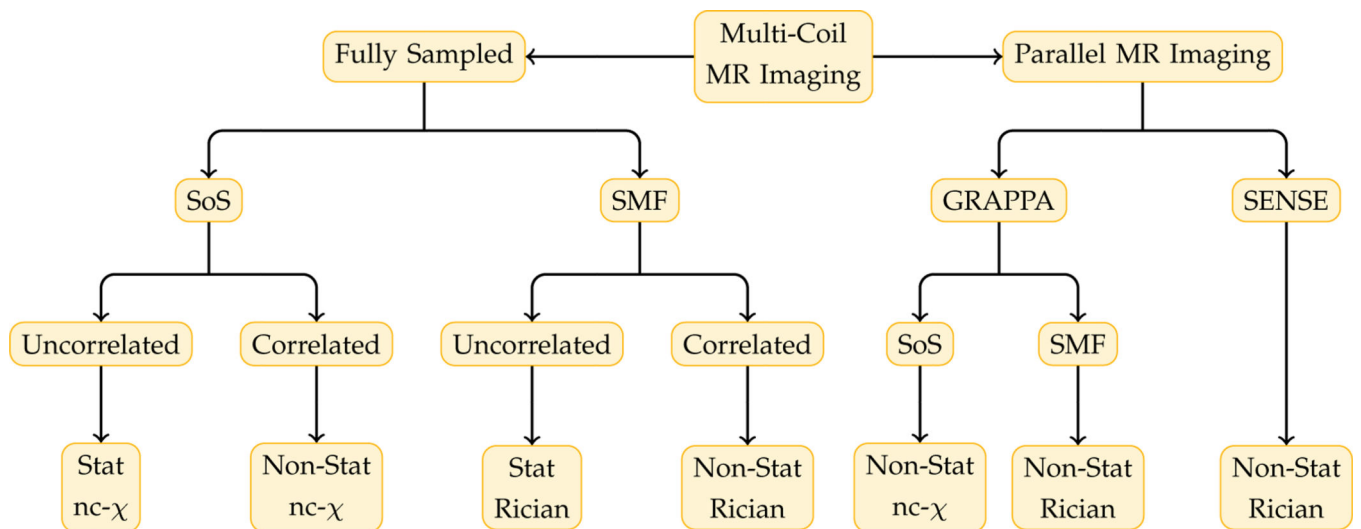 Multi-Coil
MR Imaging
Fully Sampled
Parallel MR Imaging
SoS
SMF
GRAPPA
SENSE
Uncorrelated
Correlated
Uncorrelated
Correlated
SoS
SMF
Stat
nc-χ
Non-Stat
nc-χ
Stat
Rician
Non-Stat
Rician
Non-Stat
nc-χ
Non-Stat
Rician
Non-Stat
Rician